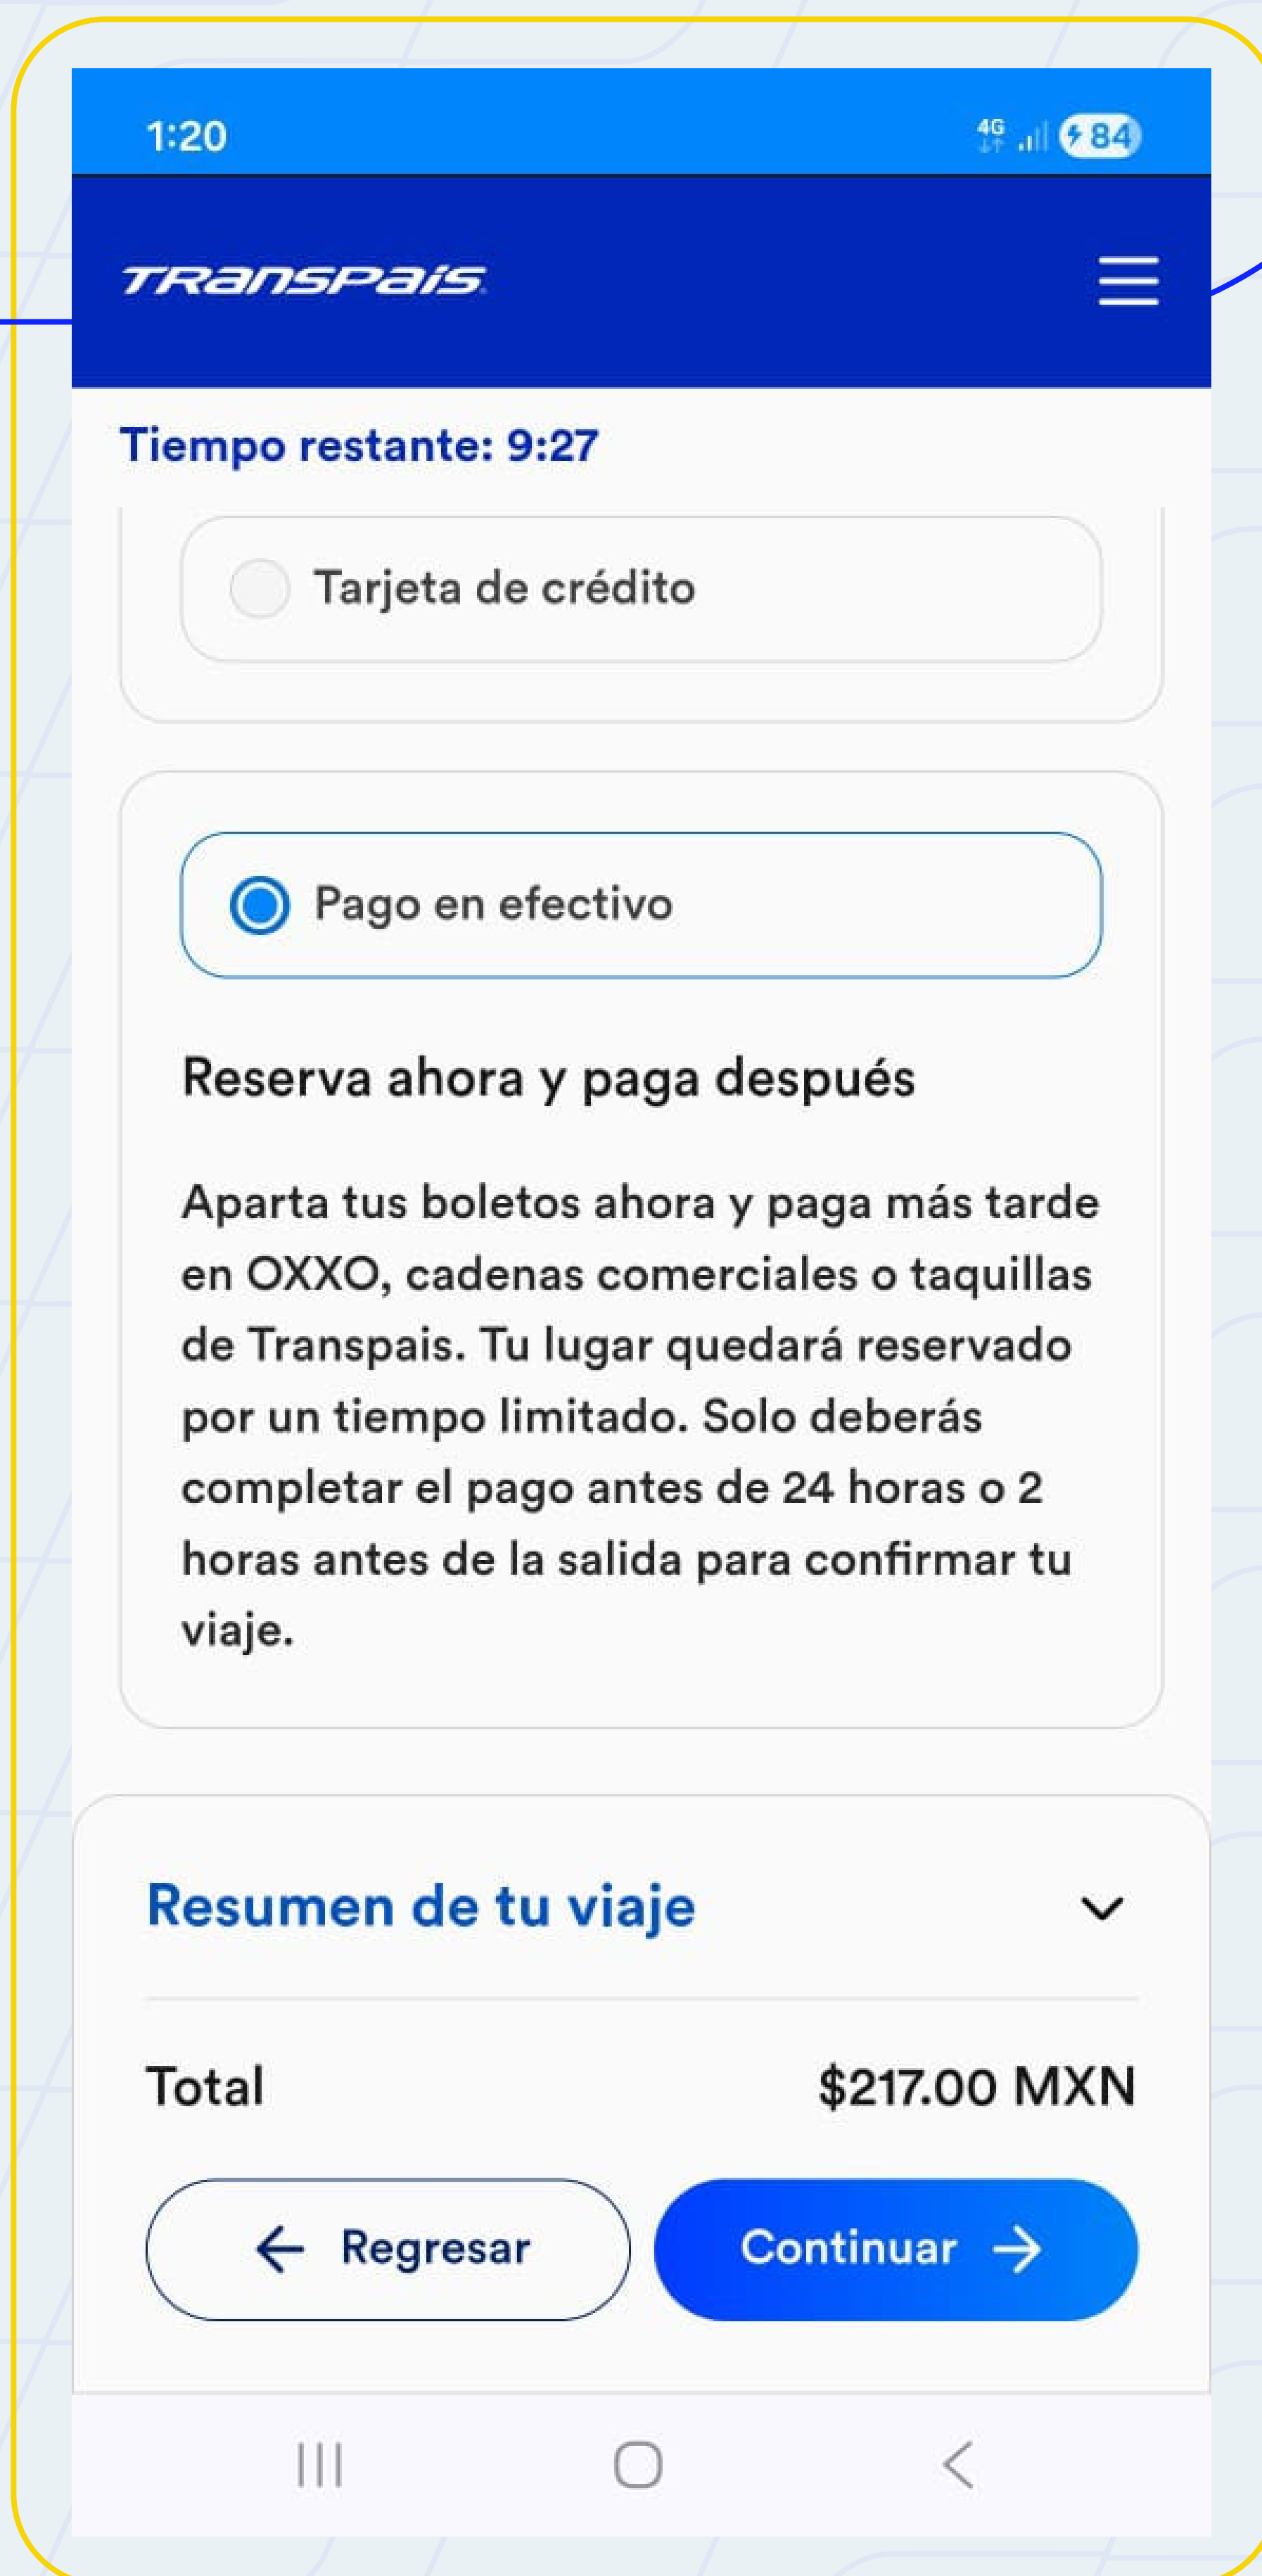 1:20
4G
84
TRANSPAÍS
Tiempo restante: 9:27
Tarjeta de crédito
Pago en efectivo
Reserva ahora y paga después
Aparta tus boletos ahora y paga más tarde
en OXXO, cadenas comerciales o taquillas
de Transpais. Tu lugar quedará reservado
por un tiempo limitado. Solo deberás
completar el pago antes de 24 horas o 2
horas antes de la salida para confirmar tu
viaje.
Resumen de tu viaje
Total $217.00 MXN
Regresar
Continuar